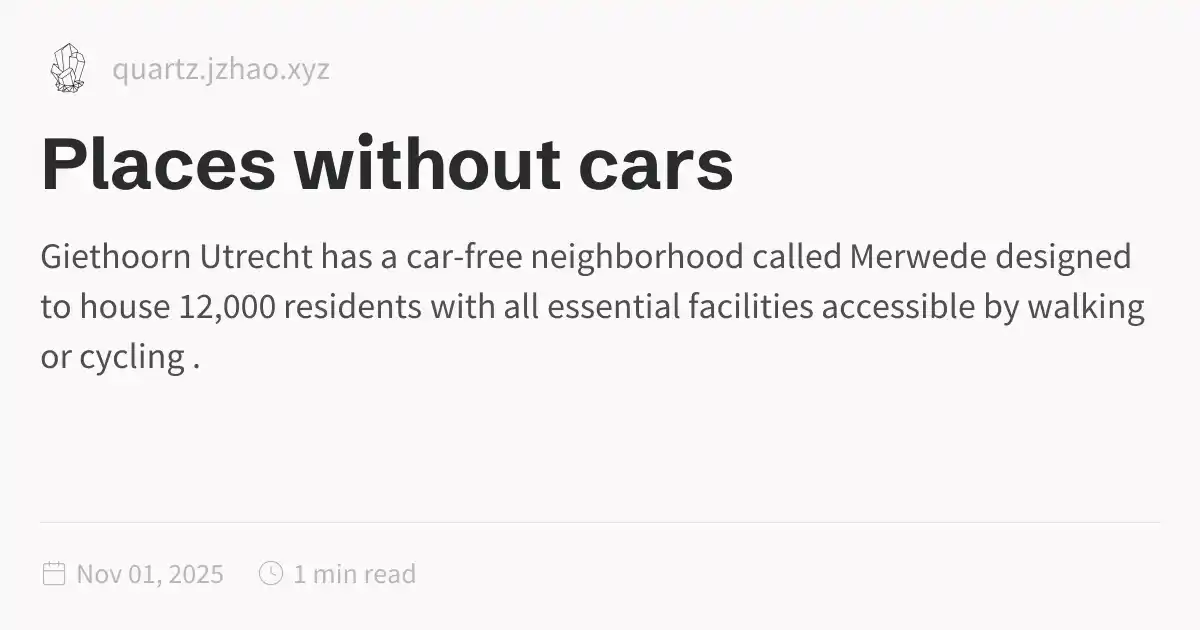 quartz.jzhao.xyz
Places without cars
Giethoorn Utrecht has a car-free neighborhood called Merwede designed
to house 12,000 residents with all essential facilities accessible by walking
or cycling .
Nov 01, 2025 1 min read